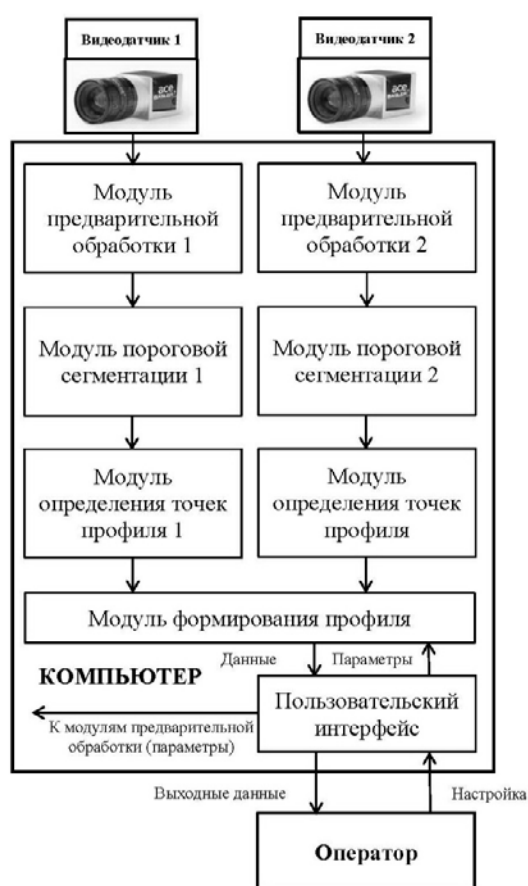 Видеодатчик 1
Видеодатчик 2
ace
ace
Модуль
предварительной
обработки 1
Модуль
предварительной
обработки 2
Модуль пороговой
сегментации 1
Модуль пороговой
сегментации 2
Модуль
определения точек
профиля 1
Модуль
определения точек
профиля
Модуль формирования профиля
Данные
Параметры
КОМПЬЮТЕР
Пользовательский
интерфейс
К модулям предварительной
обработки (параметры)
Выходные данные
Настройка
Оператор